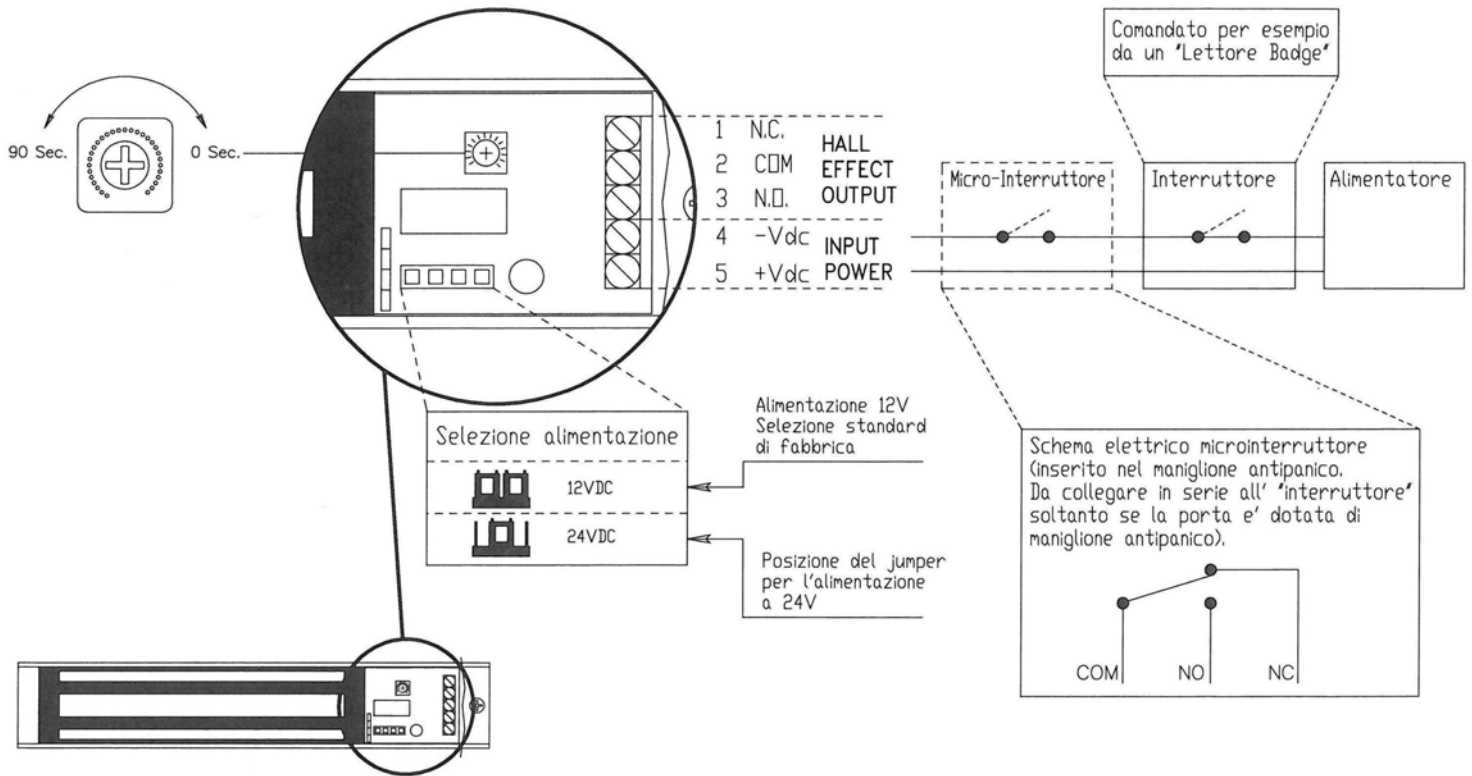 Comandato per esempio
da un "Lettore Badge"
90 Sec.
0 Sec.
1 N.C.
2 COM
3 N.O.
HALL
EFFECT
OUTPUT
4 -Vdc
5 +Vdc
INPUT
POWER
Micro-Interruttore
Interruttore
Alimentatore
Selezione alimentazione
12VDC
24VDC
Alimentazione 12V
Selezione standard
di fabbrica
Posizione del jumper
per l'alimentazione
a 24V
Schema elettrico microinterruttore
(inserito nel maniglione antipanico.
Da collegare in serie all' "interruttore"
soltanto se la porta e' dotata di
maniglione antipanico).
COM
NO
NC